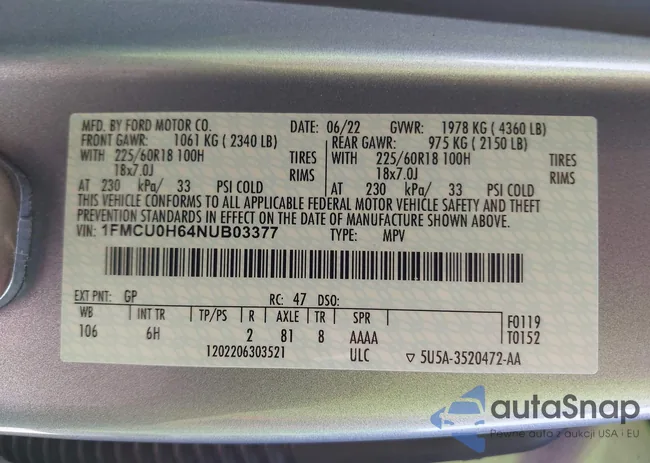 MFD. BY FORD MOTOR CO. DATE: 06/22 GVWR: 1978 KG ( 4360 LB)
FRONT GAWR: 1061 KG ( 2340 LB) REAR GAWR: 975 KG ( 2150 LB)
WITH 225/60R18 100H TIRES WITH 225/60R18 100H TIRES
18x7.0J RIMS 18x7.0J RIMS
AT 230 kPa/ 33 PSI COLD AT 230 kPa/ 33 PSI COLD
THIS VEHICLE CONFORMS TO ALL APPLICABLE FEDERAL MOTOR VEHICLE SAFETY AND THEFT
PREVENTION STANDARDS IN EFFECT ON THE DATE OF MANUFACTURE SHOWN ABOVE.
VIN: 1FMCU0H64NUB03377 TYPE: MPV
EXT PNT: GP RC: 47 DSO:
WB INT TR TP/PS R AXLE TR SPR F0119
106 6H 2 81 8 AAAA T0152
1202206303521 ULC ▽ 5U5A-3520472-AA
autoSnap
Pewne auto z aukcji USA i EU